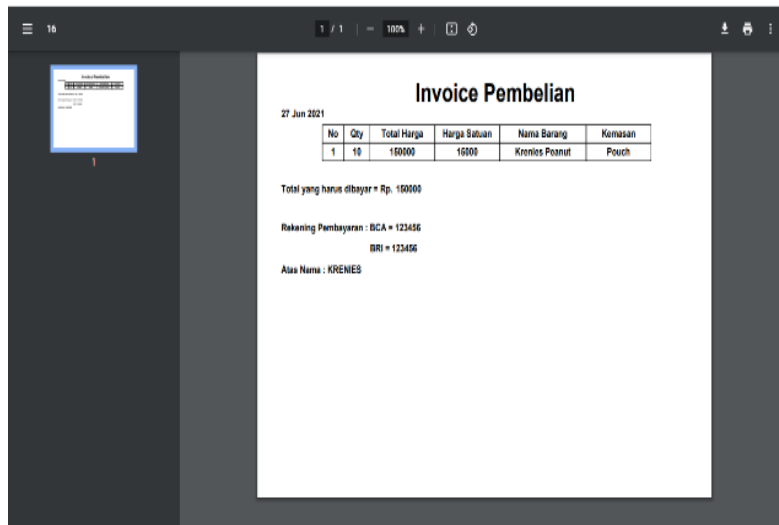 16
1 / 1
100%
Invoice Pembelian
27 Jun 2021
No Qty Total Harga Harga Satuan Nama Barang Kemasan
1 10 150000 15000 Krenies Peanut Pouch
Total yang harus dibayar = Rp. 150000
Rekening Pembayaran : BCA = 123456
BRI = 123456
Atas Nama : KRENIES
1